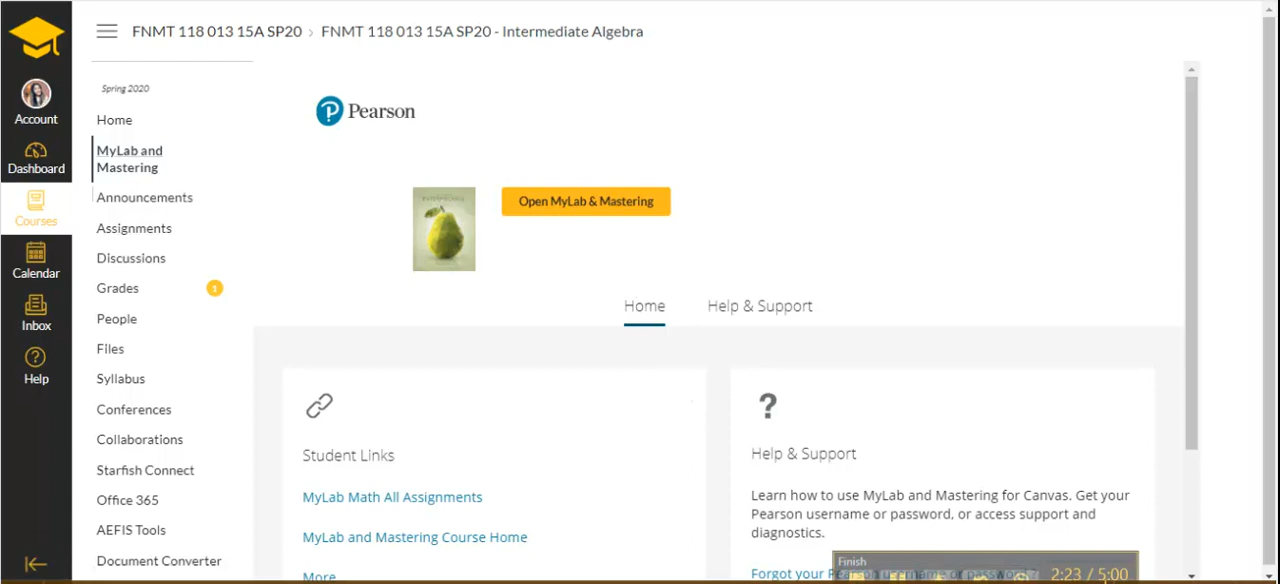 FNMT 118 013 15A SP20 › FNMT 118 013 15A SP20 - Intermediate Algebra
Account
Dashboard
Courses
Calendar
Inbox
Help
Spring 2020
Home
MyLab and
Mastering
Announcements
Assignments
Discussions
Grades 1
People
Files
Syllabus
Conferences
Collaborations
Starfish Connect
Office 365
AEFIS Tools
Document Converter
Pearson
Open MyLab & Mastering
Home Help & Support
Student Links
MyLab Math All Assignments
MyLab and Mastering Course Home
More
?
Help & Support
Learn how to use MyLab and Mastering for Canvas. Get your
Pearson username or password, or access support and
diagnostics.
Forgot your Pearson username or password
Finish
2:23 / 5:00